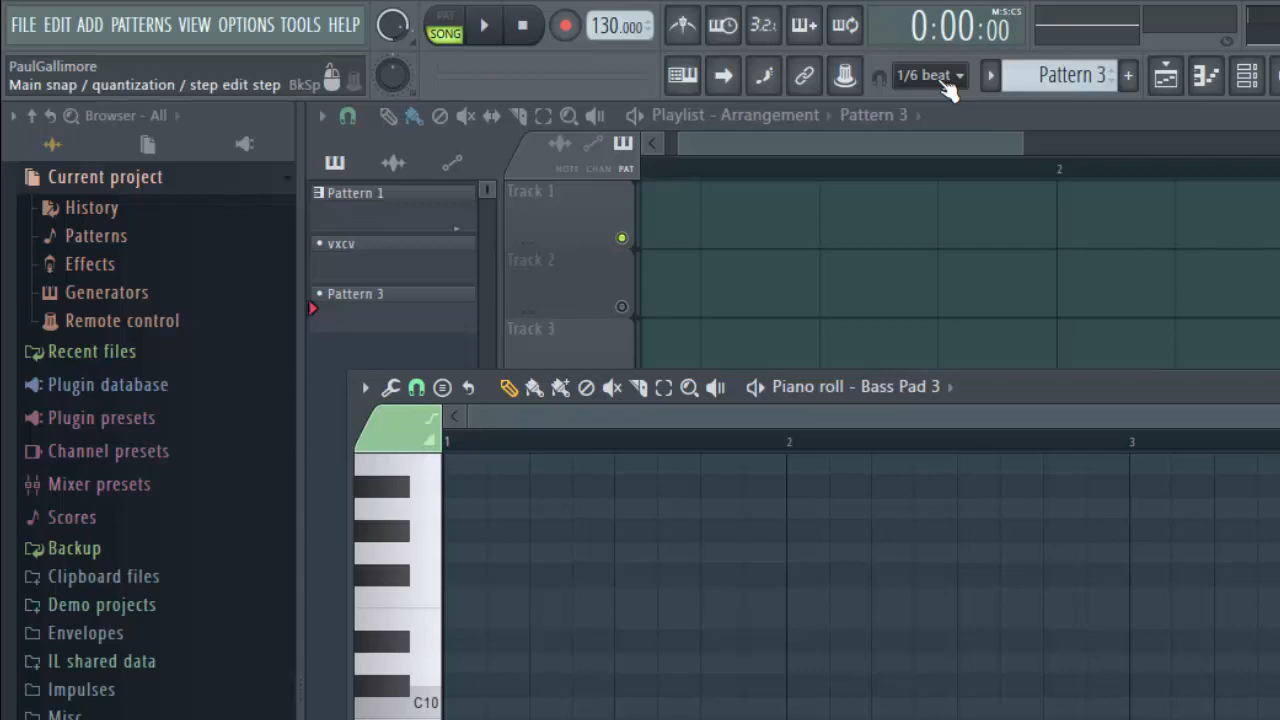 FILE EDIT ADD PATTERNS VIEW OPTIONS TOOLS HELP
PAT
SONG
130.000
3.2.
0:00:00
M:S:CS
PaulGallimore
Main snap / quantization / step edit step BkSp
1/6 beat
Pattern 3
Browser - All
Playlist - Arrangement Pattern 3
NOTE CHAN PAT
2
Current project
History
Patterns
Effects
Generators
Remote control
Recent files
Plugin database
Plugin presets
Channel presets
Mixer presets
Scores
Backup
Clipboard files
Demo projects
Envelopes
IL shared data
Impulses
Misc
Pattern 1
vxcv
Pattern 3
Track 1
Track 2
Track 3
Piano roll - Bass Pad 3
1 2 3
C10